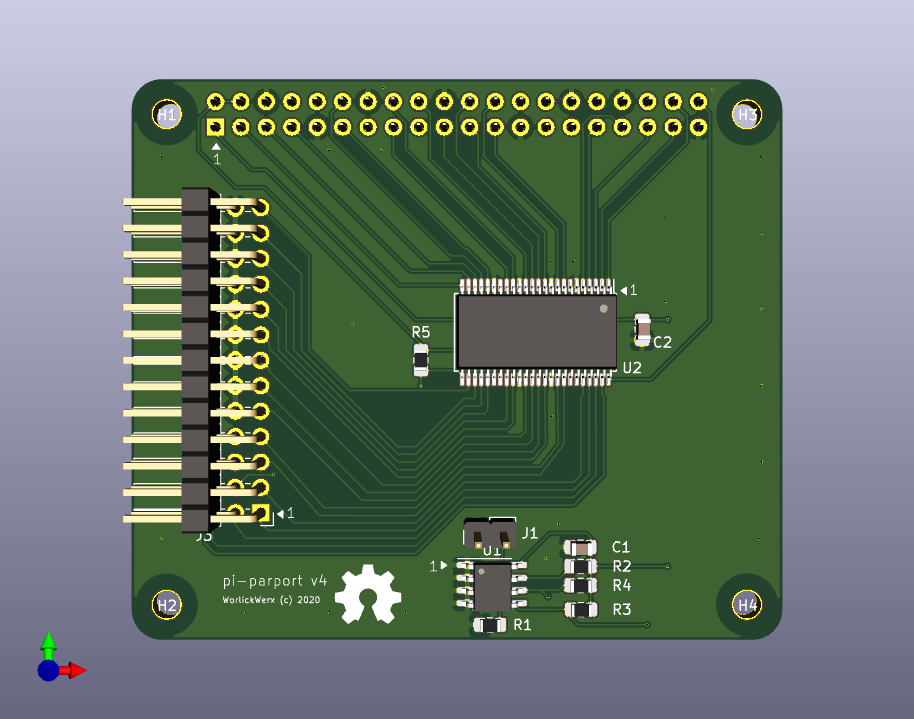 H1
H3
1
1
R5
C2
U2
1
J3
J1
U1
C1
1
R2
R4
pi-parport v4
WorlickWerx (c) 2020
H2
H4
R3
R1